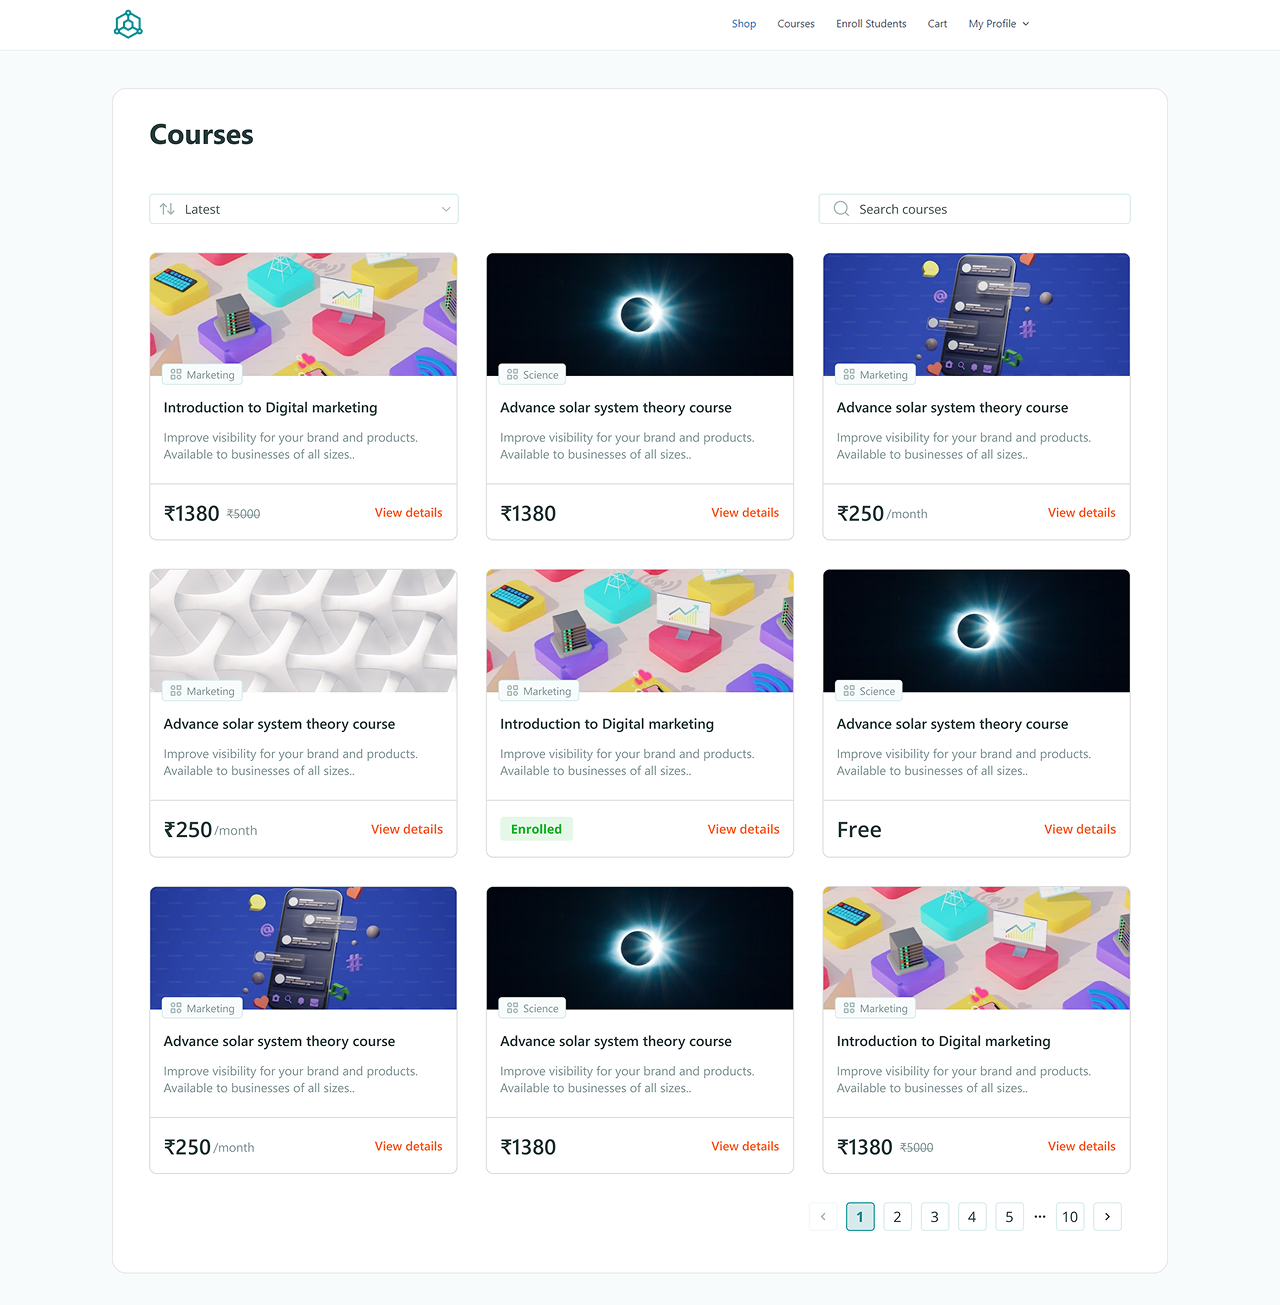 Shop Courses Enroll Students Cart My Profile
Courses
Latest
Search courses
Marketing
Introduction to Digital marketing
Improve visibility for your brand and products.
Available to businesses of all sizes..
₹1380 ₹5000 View details
Science
Advance solar system theory course
Improve visibility for your brand and products.
Available to businesses of all sizes..
₹1380 View details
Marketing
Advance solar system theory course
Improve visibility for your brand and products.
Available to businesses of all sizes..
₹250 /month View details
Marketing
Advance solar system theory course
Improve visibility for your brand and products.
Available to businesses of all sizes..
₹250 /month View details
Marketing
Introduction to Digital marketing
Improve visibility for your brand and products.
Available to businesses of all sizes..
Enrolled View details
Science
Advance solar system theory course
Improve visibility for your brand and products.
Available to businesses of all sizes..
Free View details
Marketing
Advance solar system theory course
Improve visibility for your brand and products.
Available to businesses of all sizes..
₹250 /month View details
Science
Advance solar system theory course
Improve visibility for your brand and products.
Available to businesses of all sizes..
₹1380 View details
Marketing
Introduction to Digital marketing
Improve visibility for your brand and products.
Available to businesses of all sizes..
₹1380 ₹5000 View details
1 2 3 4 5 ••• 10